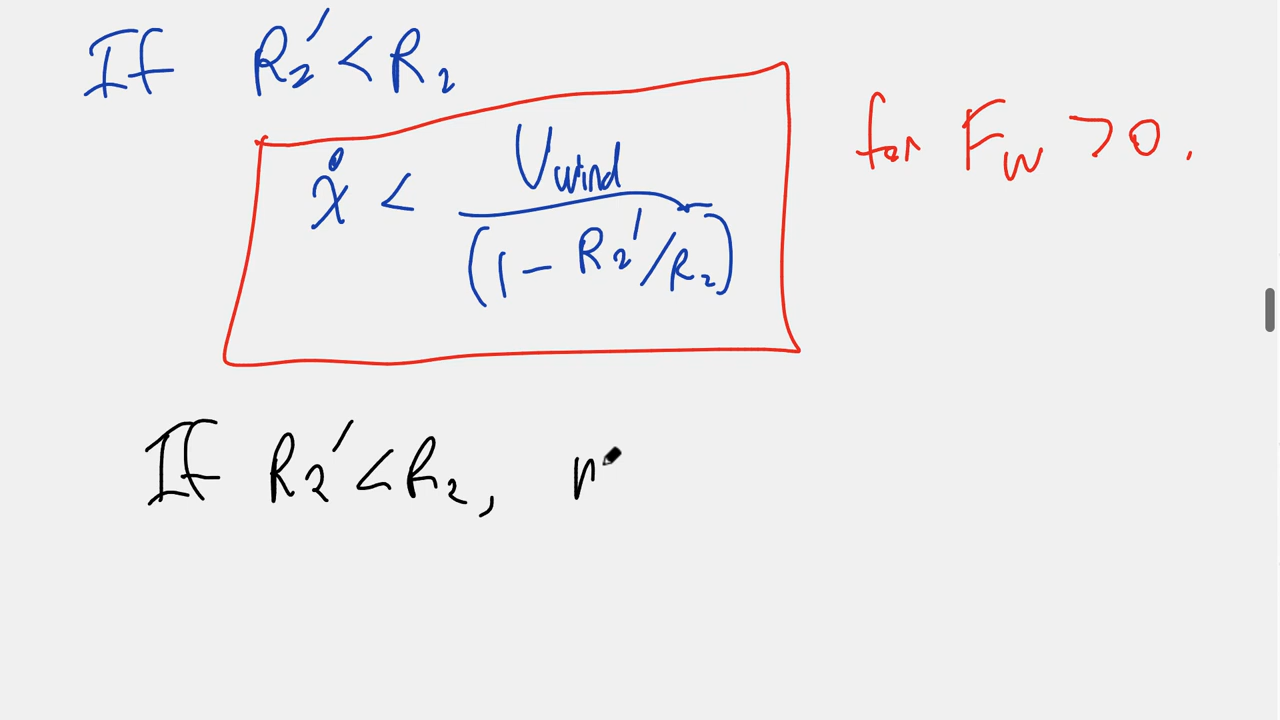 If R₂' < R₂
ẋ < Vwind / (1 - R₂'/R₂)
for Fw > 0.
If R₂' < R₂,